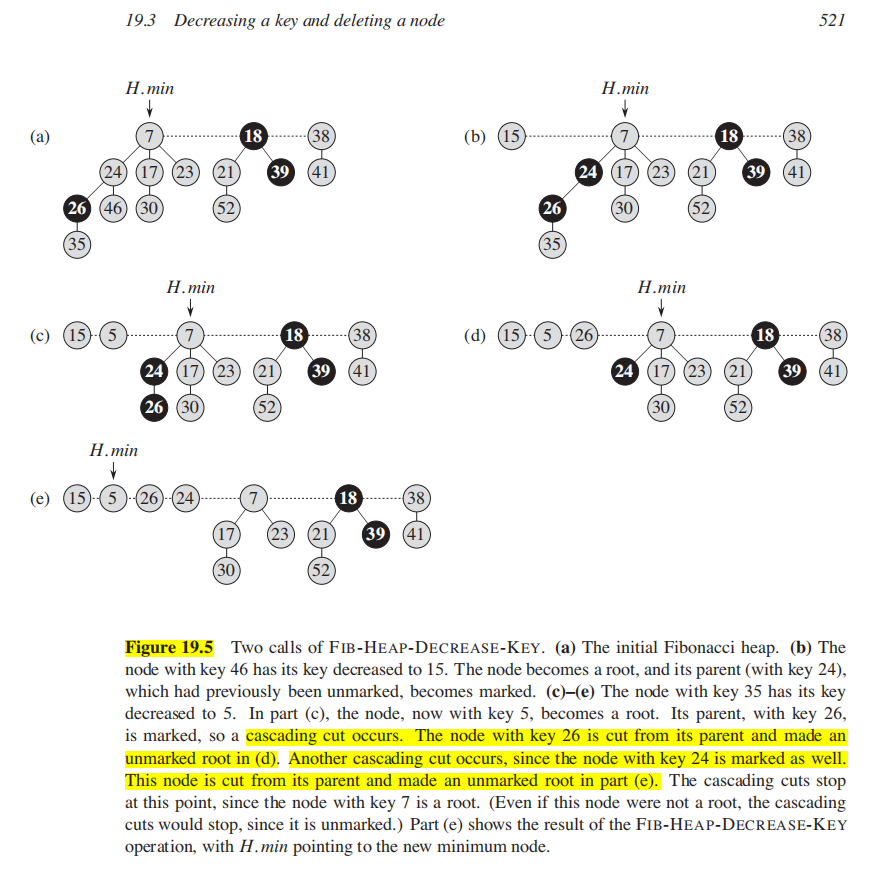 19.3 Decreasing a key and deleting a node 521
H.min H.min
(a) 7 18 38 (b) 15 7 18 38
24 17 23 21 39 41 24 17 23 21 39 41
26 46 30 52 26 30 52
35 35
H.min H.min
(c) 15 5 7 18 38 (d) 15 5 26 7 18 38
24 17 23 21 39 41 24 17 23 21 39 41
26 30 52 30 52
H.min
(e) 15 5 26 24 7 18 38
17 23 21 39 41
30 52
Figure 19.5 Two calls of FIB-HEAP-DECREASE-KEY. (a) The initial Fibonacci heap. (b) The
node with key 46 has its key decreased to 15. The node becomes a root, and its parent (with key 24),
which had previously been unmarked, becomes marked. (c)–(e) The node with key 35 has its key
decreased to 5. In part (c), the node, now with key 5, becomes a root. Its parent, with key 26,
is marked, so a cascading cut occurs. The node with key 26 is cut from its parent and made an
unmarked root in (d). Another cascading cut occurs, since the node with key 24 is marked as well.
This node is cut from its parent and made an unmarked root in part (e). The cascading cuts stop
at this point, since the node with key 7 is a root. (Even if this node were not a root, the cascading
cuts would stop, since it is unmarked.) Part (e) shows the result of the FIB-HEAP-DECREASE-KEY
operation, with H.min pointing to the new minimum node.